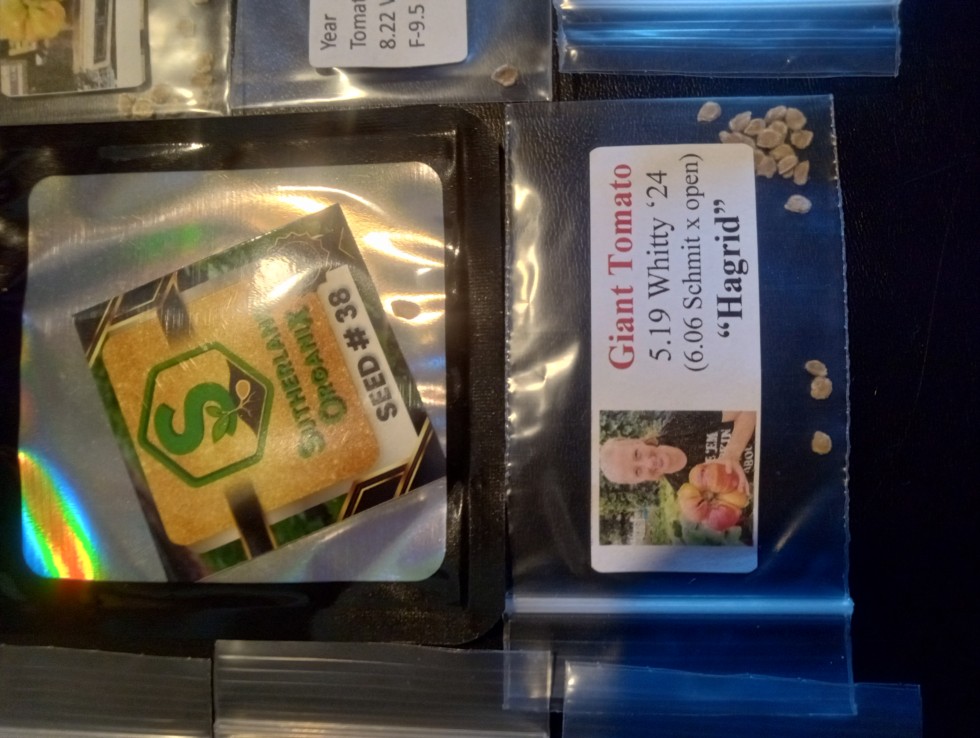 Year
Tomat
8.22
F-9.5
S
SUTHERLAND
ORGANIX
SEED # 38
Giant Tomato
5.19 Whitty ‘24
(6.06 Schmit x open)
“Hagrid”